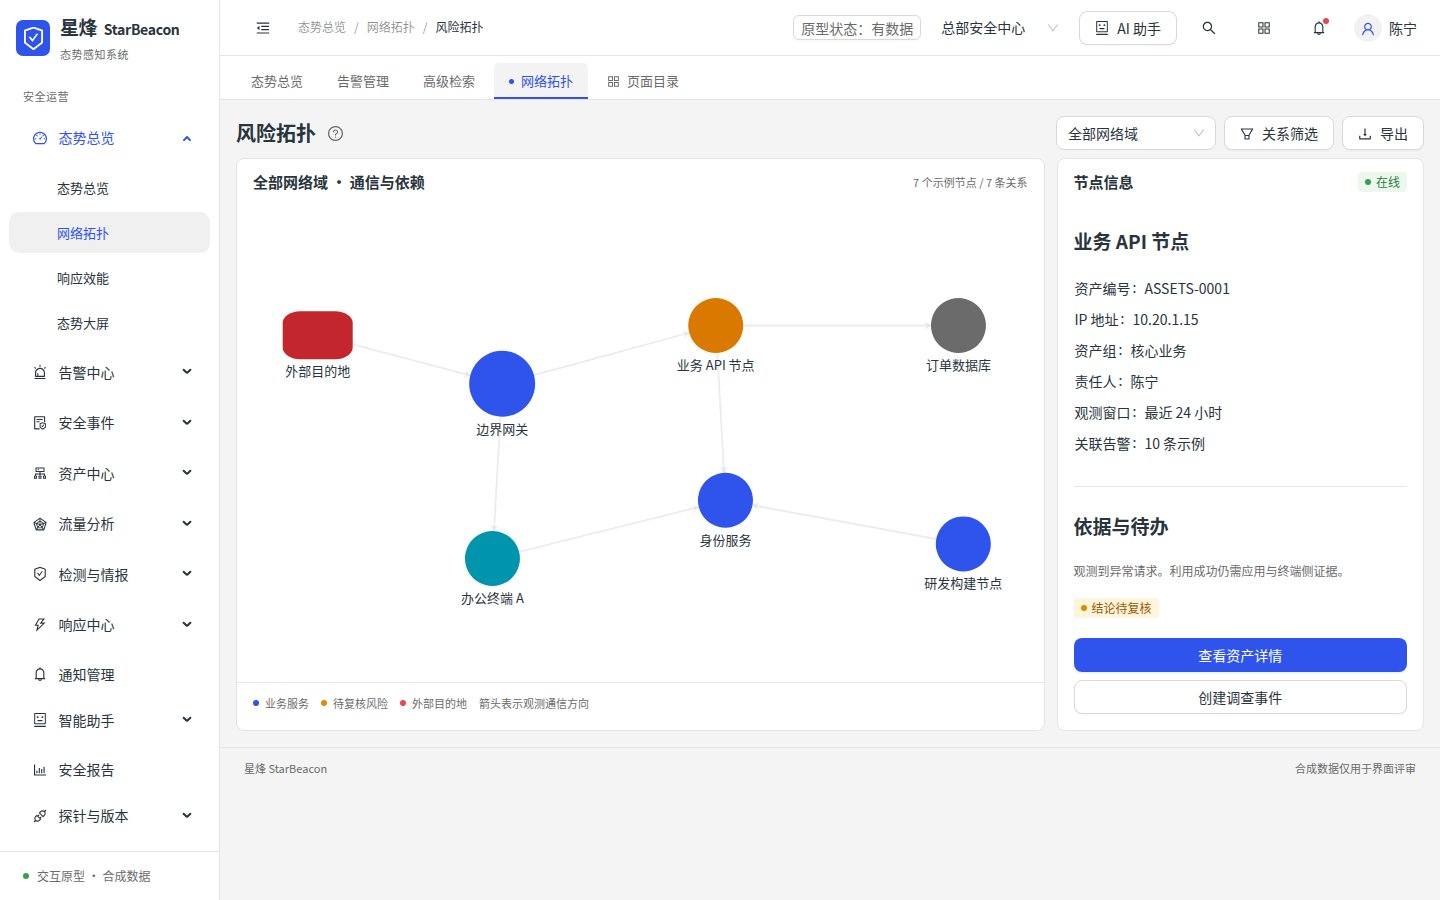 星烽 StarBeacon
态势感知系统
安全运营
态势总览
态势总览
网络拓扑
响应效能
态势大屏
告警中心
安全事件
资产中心
流量分析
检测与情报
响应中心
通知管理
智能助手
安全报告
探针与版本
交互原型 · 合成数据
态势总览 / 网络拓扑 / 风险拓扑
原型状态：有数据
总部安全中心
AI 助手
陈宁
态势总览
告警管理
高级检索
网络拓扑
页面目录
风险拓扑
全部网络域
关系筛选
导出
全部网络域 · 通信与依赖
7 个示例节点 / 7 条关系
外部目的地
边界网关
业务 API 节点
订单数据库
身份服务
研发构建节点
办公终端 A
业务服务
待复核风险
外部目的地
箭头表示观测通信方向
节点信息
在线
业务 API 节点
资产编号：ASSETS-0001
IP 地址：10.20.1.15
资产组：核心业务
责任人：陈宁
观测窗口：最近 24 小时
关联告警：10 条示例
依据与待办
观测到异常请求。利用成功仍需应用与终端侧证据。
结论待复核
查看资产详情
创建调查事件
星烽 StarBeacon
合成数据仅用于界面评审